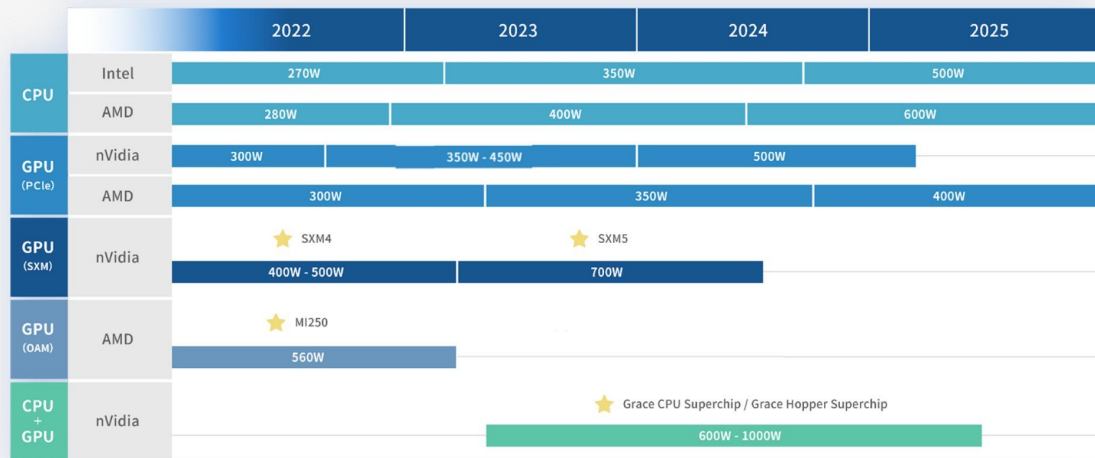 2022 2023 2024 2025
CPU
Intel 270W 350W 500W
AMD 280W 400W 600W
GPU
(PCIe)
nVidia 300W 350W - 450W 500W
AMD 300W 350W 400W
GPU
(SXM)
SXM4 SXM5
nVidia
400W - 500W 700W
GPU
(OAM)
MI250
AMD
560W
CPU
+
GPU
Grace CPU Superchip / Grace Hopper Superchip
nVidia
600W - 1000W